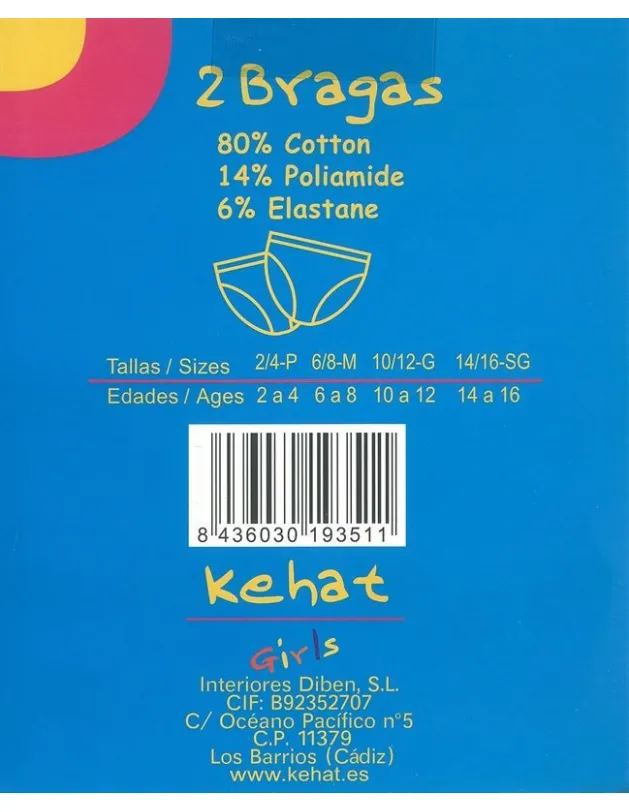 2 Bragas
80% Cotton
14% Poliamide
6% Elastane
Tallas / Sizes 2/4-P 6/8-M 10/12-G 14/16-SG
Edades / Ages 2 a 4 6 a 8 10 a 12 14 a 16
8 436030 193511
Kehat
Girls
Interiores Diben, S.L.
CIF: B92352707
C/ Océano Pacífico n°5
C.P. 11379
Los Barrios (Cádiz)
www.kehat.es